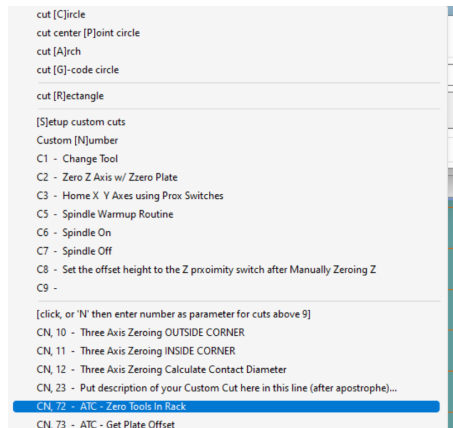 cut [C]ircle
cut center [P]oint circle
cut [A]rch
cut [G]-code circle
cut [R]ectangle
[S]etup custom cuts
Custom [N]umber
C1 - Change Tool
C2 - Zero Z Axis w/ Zzero Plate
C3 - Home X Y Axes using Prox Switches
C5 - Spindle Warmup Routine
C6 - Spindle On
C7 - Spindle Off
C8 - Set the offset height to the Z prxoimity switch after Manually Zeroing Z
C9 -
[click, or 'N' then enter number as parameter for cuts above 9]
CN, 10 - Three Axis Zeroing OUTSIDE CORNER
CN, 11 - Three Axis Zeroing INSIDE CORNER
CN, 12 - Three Axis Zeroing Calculate Contact Diameter
CN, 23 - Put description of your Custom Cut here in this line (after apostrophe)...
CN, 72 - ATC - Zero Tools In Rack
CN, 73 - ATC - Get Plate Offset